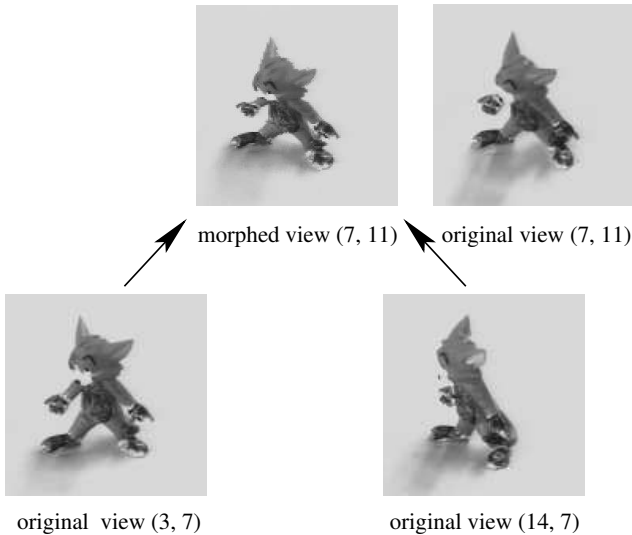 morphed view (7, 11)
original view (7, 11)
original view (3, 7)
original view (14, 7)